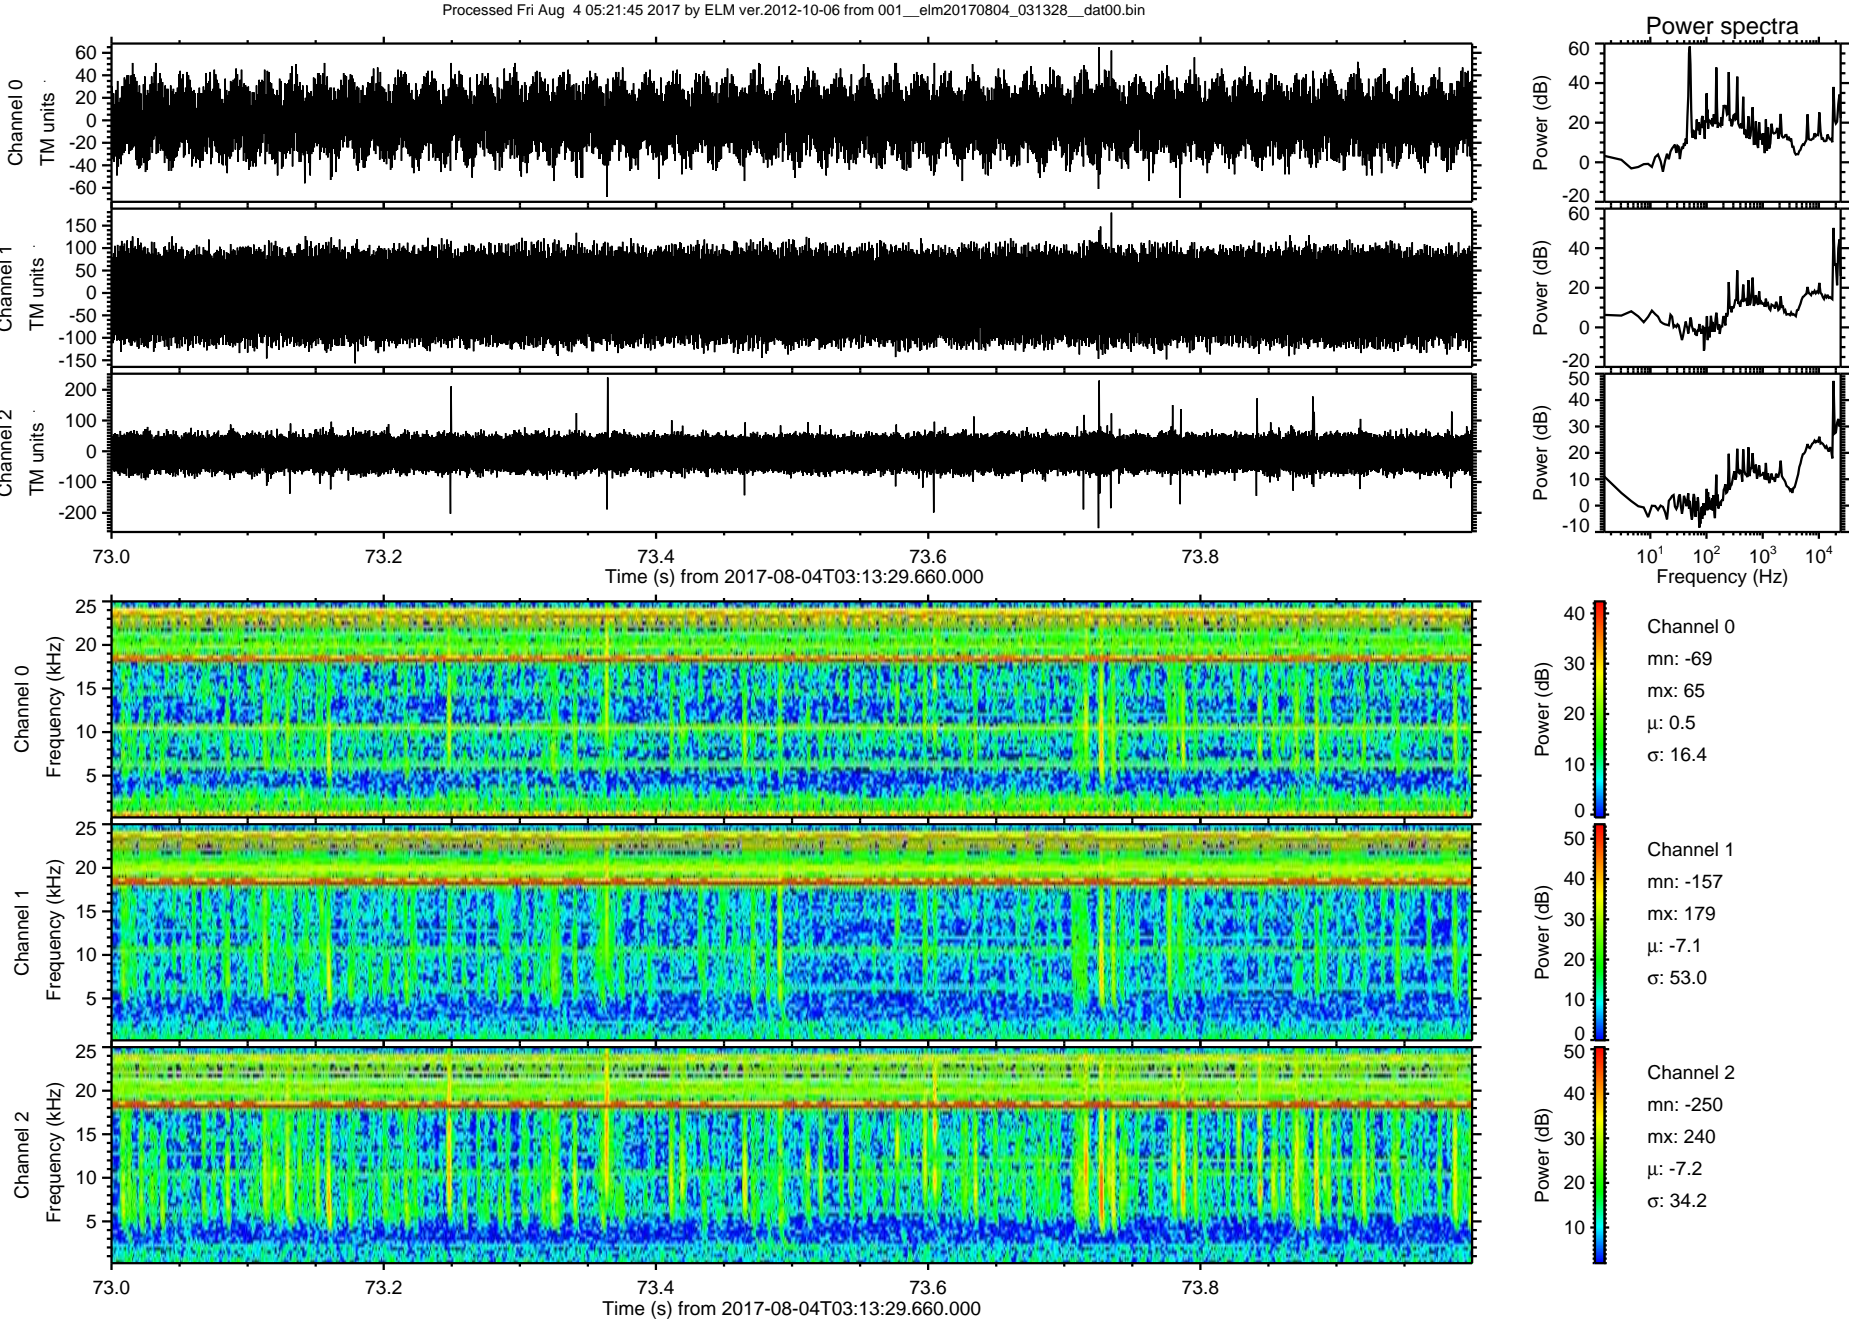 Processed Fri Aug  4 05:21:45 2017 by ELM ver.2012-10-06 from 001__elm20170804_031328__dat00.bin
Power spectra
Channel 0
TM units
60
40
20
0
-20
-40
-60
Power (dB)
60
40
20
0
-20
Channel 1
TM units
150
100
50
0
-50
-100
-150
Power (dB)
60
40
20
0
-20
Channel 2
TM units
200
100
0
-100
-200
Power (dB)
50
40
30
20
10
0
-10
73.0 73.2 73.4 73.6 73.8
Time (s) from 2017-08-04T03:13:29.660.000
10^1 10^2 10^3 10^4
Frequency (Hz)
Channel 0
Frequency (kHz)
25
20
15
10
5
Power (dB)
40
30
20
10
0
Channel 0
mn: -69
mx: 65
μ: 0.5
σ: 16.4
Channel 1
Frequency (kHz)
25
20
15
10
5
Power (dB)
50
40
30
20
10
0
Channel 1
mn: -157
mx: 179
μ: -7.1
σ: 53.0
Channel 2
Frequency (kHz)
25
20
15
10
5
Power (dB)
50
40
30
20
10
Channel 2
mn: -250
mx: 240
μ: -7.2
σ: 34.2
73.0 73.2 73.4 73.6 73.8
Time (s) from 2017-08-04T03:13:29.660.000